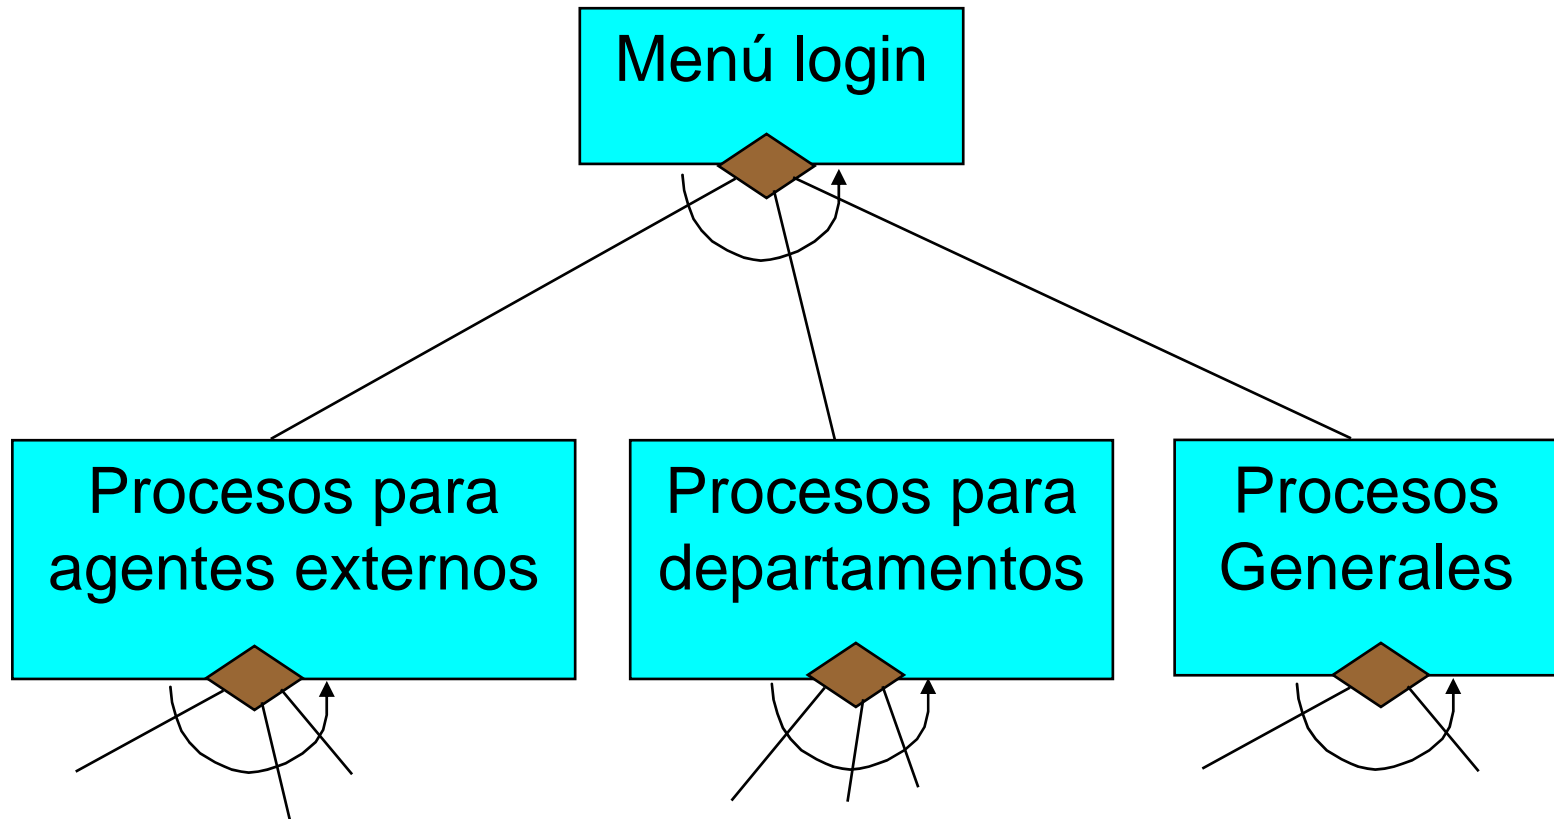 Menú login
Procesos para
agentes externos
Procesos para
departamentos
Procesos
Generales